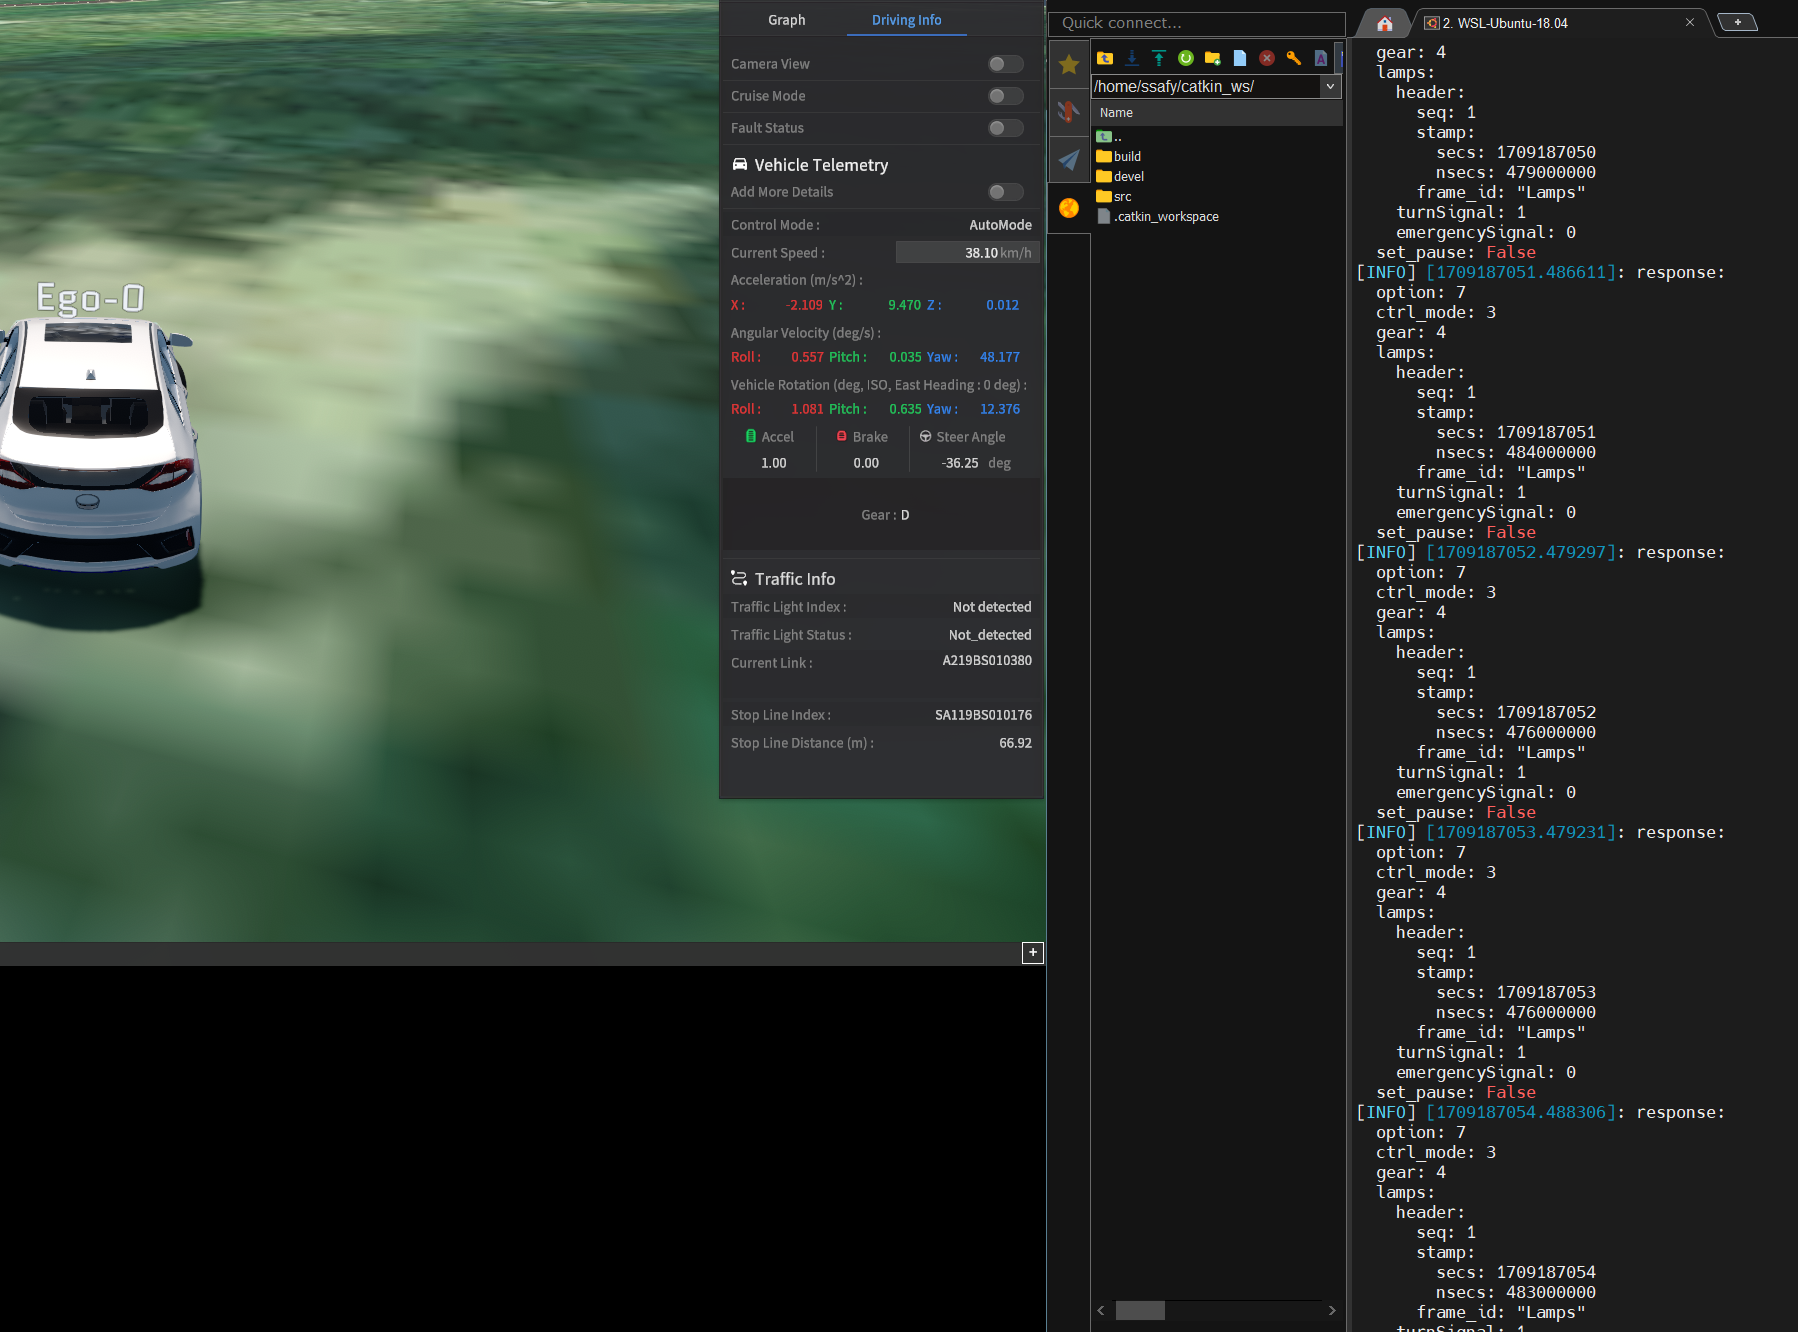 Ego-0
Graph Driving Info
Camera View
Cruise Mode
Fault Status
Vehicle Telemetry
Add More Details
Control Mode : AutoMode
Current Speed : 38.10 km/h
Acceleration (m/s^2) :
X : -2.109 Y : 9.470 Z : 0.012
Angular Velocity (deg/s) :
Roll : 0.557 Pitch : 0.035 Yaw : 48.177
Vehicle Rotation (deg, ISO, East Heading : 0 deg) :
Roll : 1.081 Pitch : 0.635 Yaw : 12.376
Accel Brake Steer Angle
1.00 0.00 -36.25 deg
Gear : D
Traffic Info
Traffic Light Index : Not detected
Traffic Light Status : Not_detected
Current Link : A219BS010380
Stop Line Index : SA119BS010176
Stop Line Distance (m) : 66.92
+
Quick connect...
/home/ssafy/catkin_ws/
Name
..
build
devel
src
.catkin_workspace
2. WSL-Ubuntu-18.04
gear: 4
lamps:
header:
seq: 1
stamp:
secs: 1709187050
nsecs: 479000000
frame_id: "Lamps"
turnSignal: 1
emergencySignal: 0
set_pause: False
[INFO] [1709187051.486611]: response:
option: 7
ctrl_mode: 3
gear: 4
lamps:
header:
seq: 1
stamp:
secs: 1709187051
nsecs: 484000000
frame_id: "Lamps"
turnSignal: 1
emergencySignal: 0
set_pause: False
[INFO] [1709187052.479297]: response:
option: 7
ctrl_mode: 3
gear: 4
lamps:
header:
seq: 1
stamp:
secs: 1709187052
nsecs: 476000000
frame_id: "Lamps"
turnSignal: 1
emergencySignal: 0
set_pause: False
[INFO] [1709187053.479231]: response:
option: 7
ctrl_mode: 3
gear: 4
lamps:
header:
seq: 1
stamp:
secs: 1709187053
nsecs: 476000000
frame_id: "Lamps"
turnSignal: 1
emergencySignal: 0
set_pause: False
[INFO] [1709187054.488306]: response:
option: 7
ctrl_mode: 3
gear: 4
lamps:
header:
seq: 1
stamp:
secs: 1709187054
nsecs: 483000000
frame_id: "Lamps"
turnSignal: 1